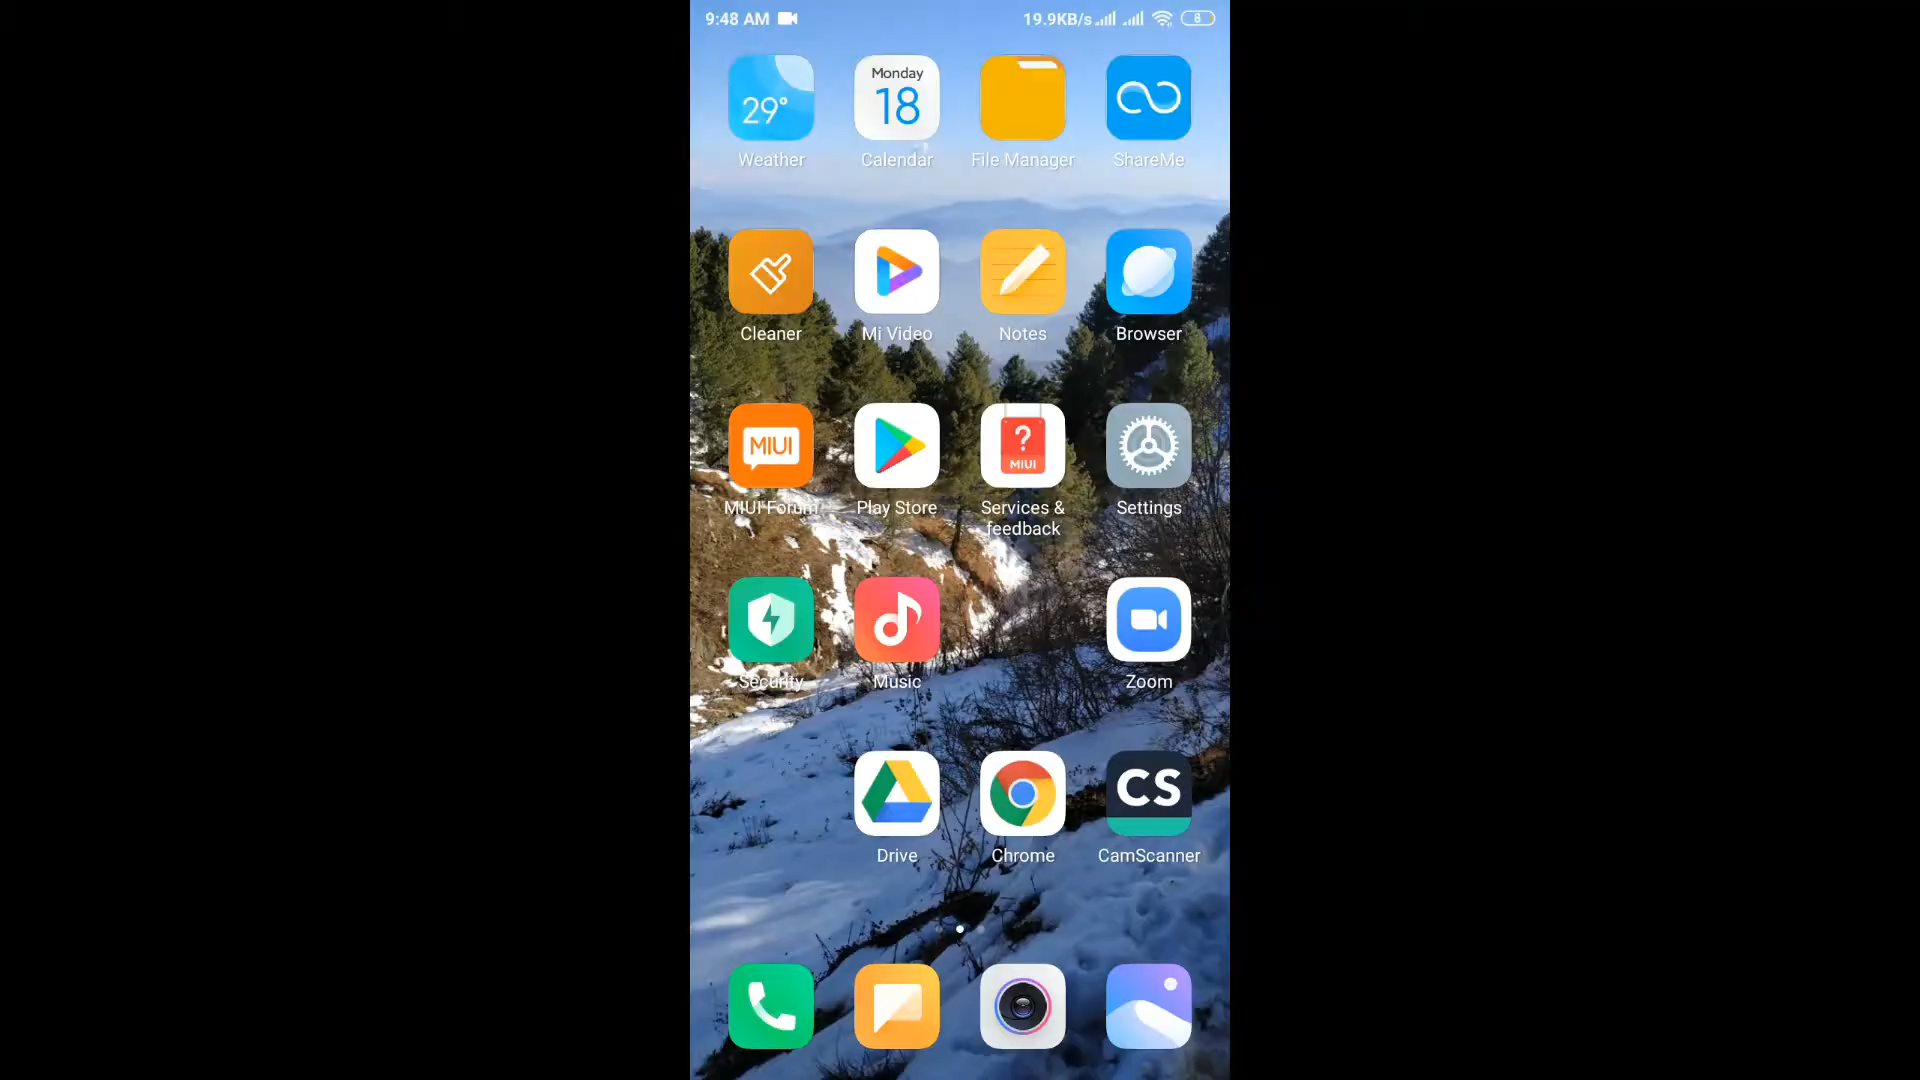 9:48 AM 19.9KB/s 8
29° Monday 18
Weather Calendar File Manager ShareMe
Cleaner Mi Video Notes Browser
MIUI ? MIUI
MIUI Forum Play Store Services & feedback Settings
Security Music Zoom
CS
Drive Chrome CamScanner